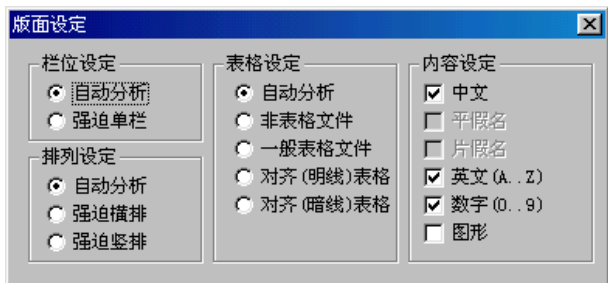 版面设定
栏位设定
自动分析
强迫单栏
排列设定
自动分析
强迫横排
强迫竖排
表格设定
自动分析
非表格文件
一般表格文件
对齐(明线)表格
对齐(暗线)表格
内容设定
中文
平假名
片假名
英文(A..Z)
数字(0..9)
图形